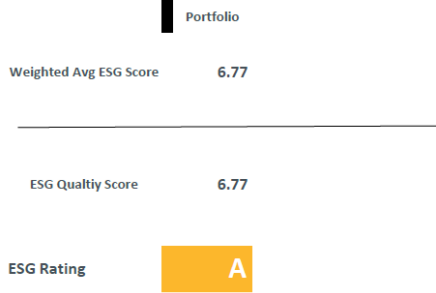 Portfolio
Weighted Avg ESG Score 6.77
ESG Qualtiy Score 6.77
ESG Rating A